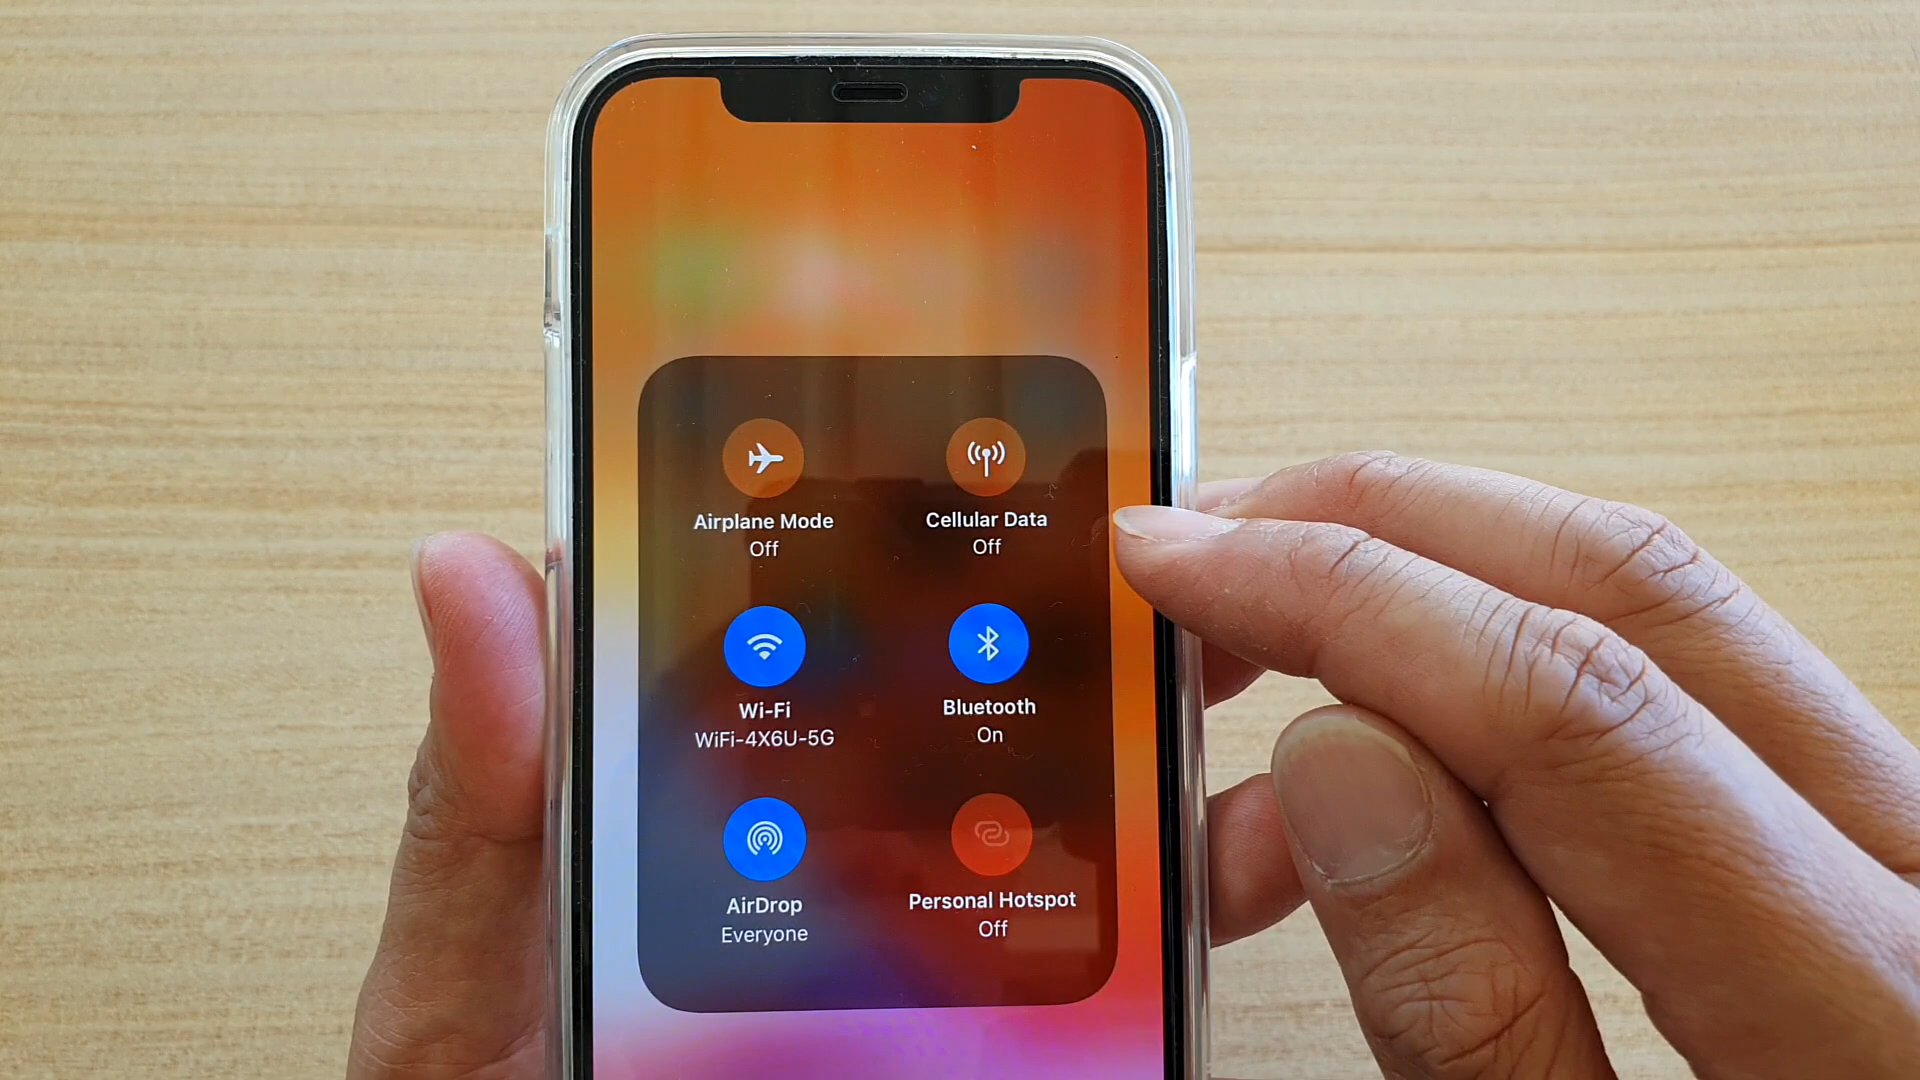 Airplane Mode
Off
Cellular Data
Off
Wi-Fi
WiFi-4X6U-5G
Bluetooth
On
AirDrop
Everyone
Personal Hotspot
Off